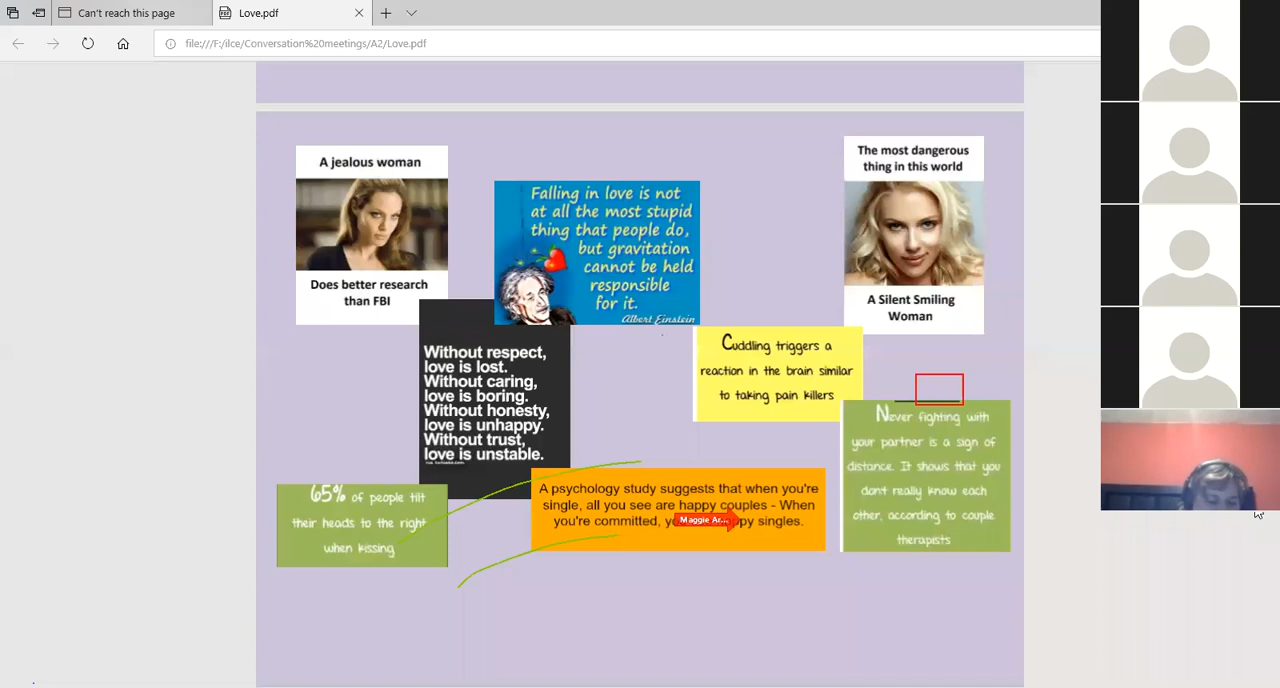 Can't reach this page
Love.pdf
file:///F:/ilce/Conversation%20meetings/A2/Love.pdf
A jealous woman
Does better research
than FBI
Falling in love is not
at all the most stupid
thing that people do,
but gravitation
cannot be held
responsible
for it.
Albert Einstein
The most dangerous
thing in this world
A Silent Smiling
Woman
Without respect,
love is lost.
Without caring,
love is boring.
Without honesty,
love is unhappy.
Without trust,
love is unstable.
Cuddling triggers a
reaction in the brain similar
to taking pain killers
Never fighting with
your partner is a sign of
distance. It shows that you
don't really know each
other, according to couple
therapists
65% of people tilt
their heads to the right
when kissing
A psychology study suggests that when you're
single, all you see are happy couples - When
you're committed, singles.
Maggie Ar...